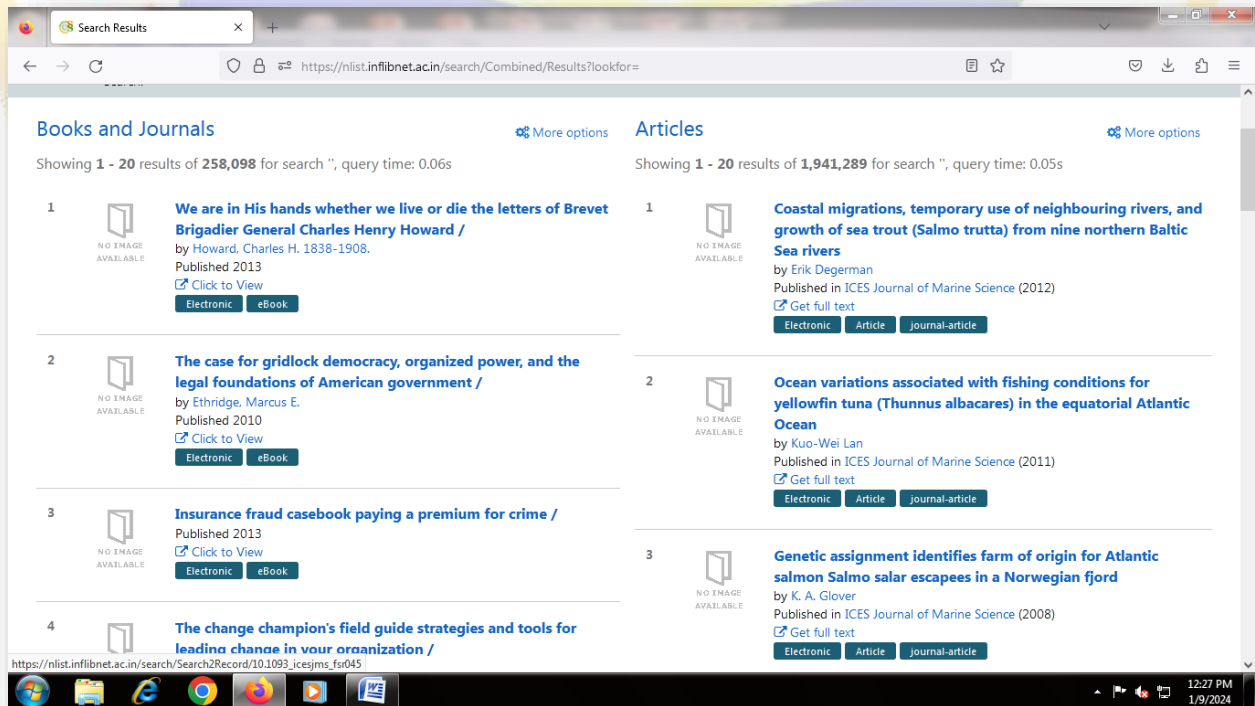 Search Results
https://nlist.inflibnet.ac.in/search/Combined/Results?lookfor=
Books and Journals
More options
Showing 1 - 20 results of 258,098 for search '', query time: 0.06s
1
NO IMAGE
AVAILABLE
We are in His hands whether we live or die the letters of Brevet
Brigadier General Charles Henry Howard /
by Howard, Charles H. 1838-1908.
Published 2013
Click to View
Electronic eBook
2
NO IMAGE
AVAILABLE
The case for gridlock democracy, organized power, and the
legal foundations of American government /
by Ethridge, Marcus E.
Published 2010
Click to View
Electronic eBook
3
NO IMAGE
AVAILABLE
Insurance fraud casebook paying a premium for crime /
Published 2013
Click to View
Electronic eBook
4
The change champion's field guide strategies and tools for
leading change in your organization /
Articles
More options
Showing 1 - 20 results of 1,941,289 for search '', query time: 0.05s
1
NO IMAGE
AVAILABLE
Coastal migrations, temporary use of neighbouring rivers, and
growth of sea trout (Salmo trutta) from nine northern Baltic
Sea rivers
by Erik Degerman
Published in ICES Journal of Marine Science (2012)
Get full text
Electronic Article journal-article
2
NO IMAGE
AVAILABLE
Ocean variations associated with fishing conditions for
yellowfin tuna (Thunnus albacares) in the equatorial Atlantic
Ocean
by Kuo-Wei Lan
Published in ICES Journal of Marine Science (2011)
Get full text
Electronic Article journal-article
3
NO IMAGE
AVAILABLE
Genetic assignment identifies farm of origin for Atlantic
salmon Salmo salar escapees in a Norwegian fjord
by K. A. Glover
Published in ICES Journal of Marine Science (2008)
Get full text
Electronic Article journal-article
https://nlist.inflibnet.ac.in/search/Search2Record/10.1093_icesjms_fsr045
12:27 PM
1/9/2024